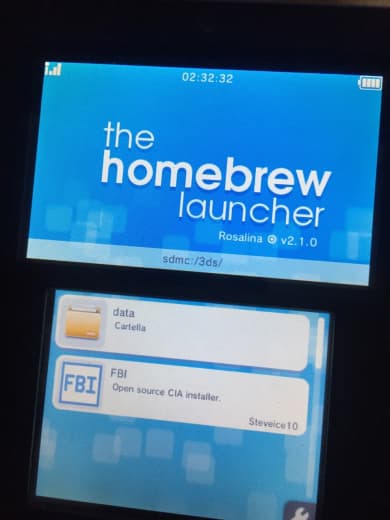 02:32:32
the
homebrew
launcher
Rosalina v2.1.0
sdmc:/3ds/
data
Cartella
FBI
FBI
Open source CIA installer.
Steveice10